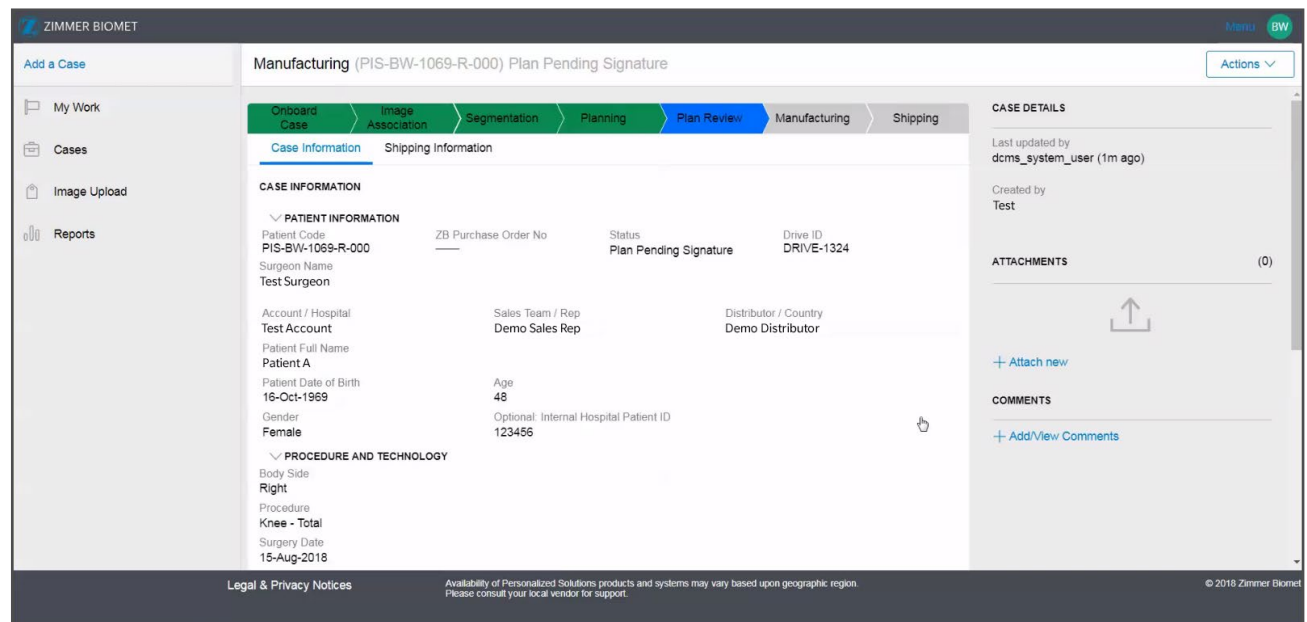 ZIMMER BIOMET
Menu BW
Add a Case
Manufacturing (PIS-BW-1069-R-000) Plan Pending Signature
Actions
My Work
Cases
Image Upload
Reports
Onboard Case
Image Association
Segmentation
Planning
Plan Review
Manufacturing
Shipping
Case Information Shipping Information
CASE INFORMATION
PATIENT INFORMATION
Patient Code ZB Purchase Order No Status Drive ID
PIS-BW-1069-R-000 —— Plan Pending Signature DRIVE-1324
Surgeon Name
Test Surgeon
Account / Hospital Sales Team / Rep Distributor / Country
Test Account Demo Sales Rep Demo Distributor
Patient Full Name
Patient A
Patient Date of Birth Age
16-Oct-1969 48
Gender Optional: Internal Hospital Patient ID
Female 123456
PROCEDURE AND TECHNOLOGY
Body Side
Right
Procedure
Knee - Total
Surgery Date
15-Aug-2018
CASE DETAILS
Last updated by
dcms_system_user (1m ago)
Created by
Test
ATTACHMENTS (0)
+ Attach new
COMMENTS
+ Add/View Comments
Legal & Privacy Notices
Availability of Personalized Solutions products and systems may vary based upon geographic region.
Please consult your local vendor for support.
© 2018 Zimmer Biomet